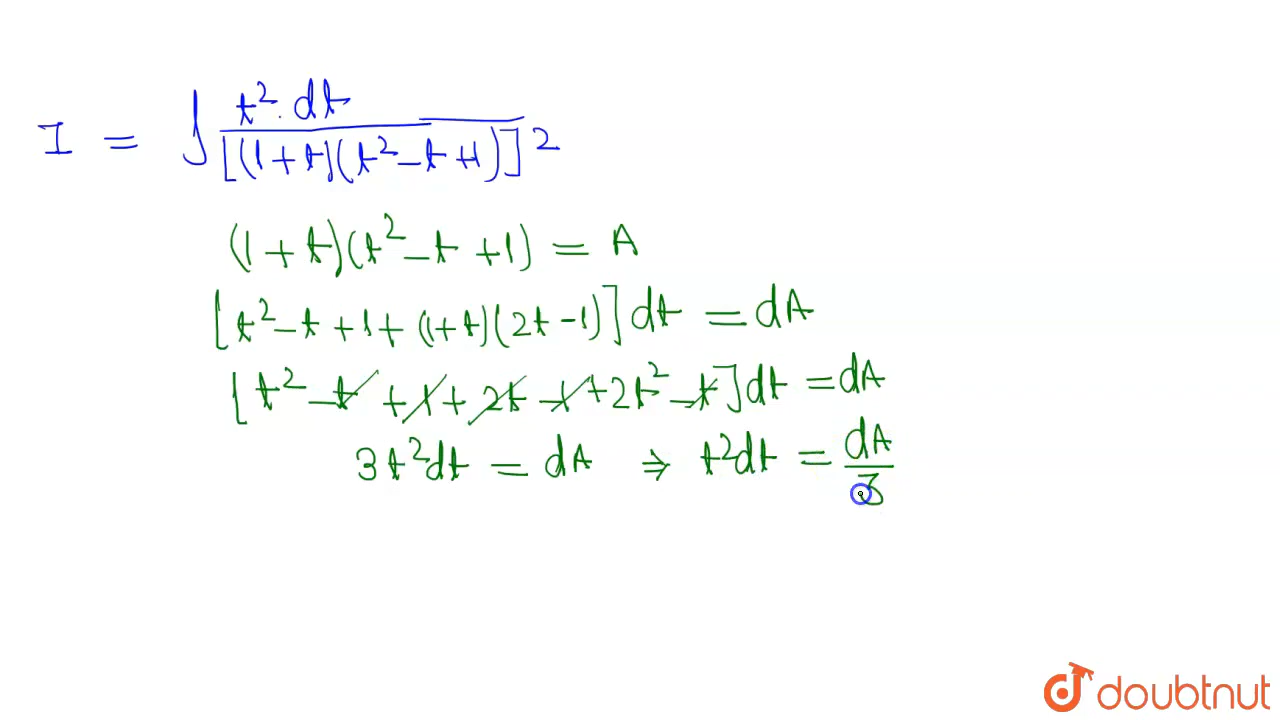 I = ∫ t². dt / [(1+t)(t²-t+1)]²
(1+t)(t²-t+1) = A
[t²-t+1+(1+t)(2t-1)]dt = dA
[t²-t+1+2t-1+2t²-t]dt = dA
3t²dt = dA ⇒ t²dt = dA/3
doubtnut